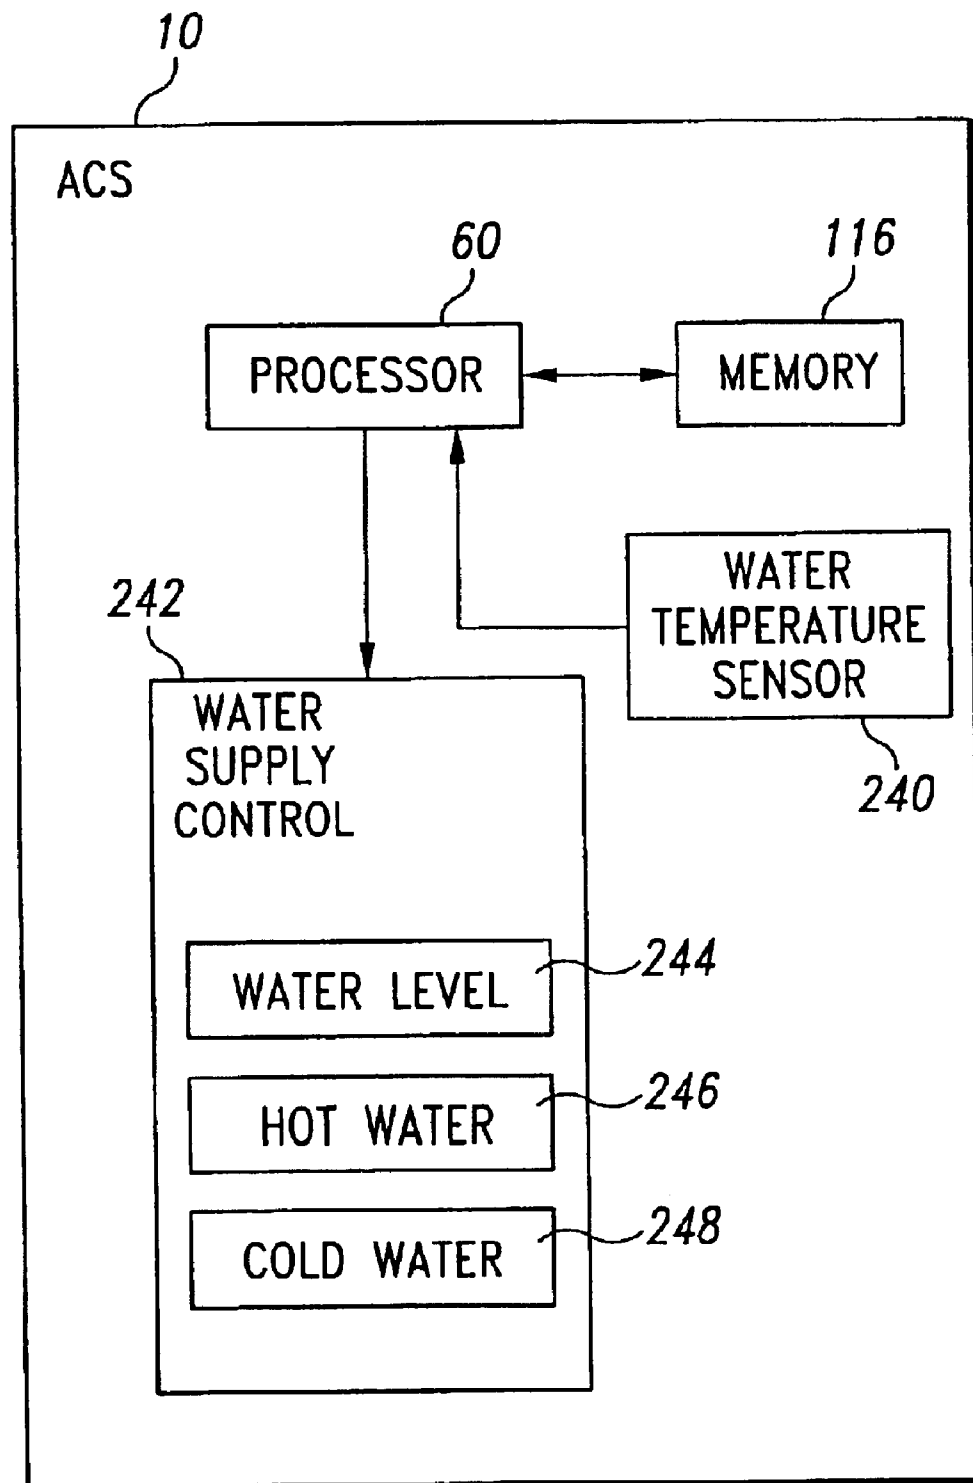 10
ACS
60
116
PROCESSOR
MEMORY
242
WATER
TEMPERATURE
SENSOR
240
WATER
SUPPLY
CONTROL
WATER LEVEL
244
HOT WATER
246
COLD WATER
248